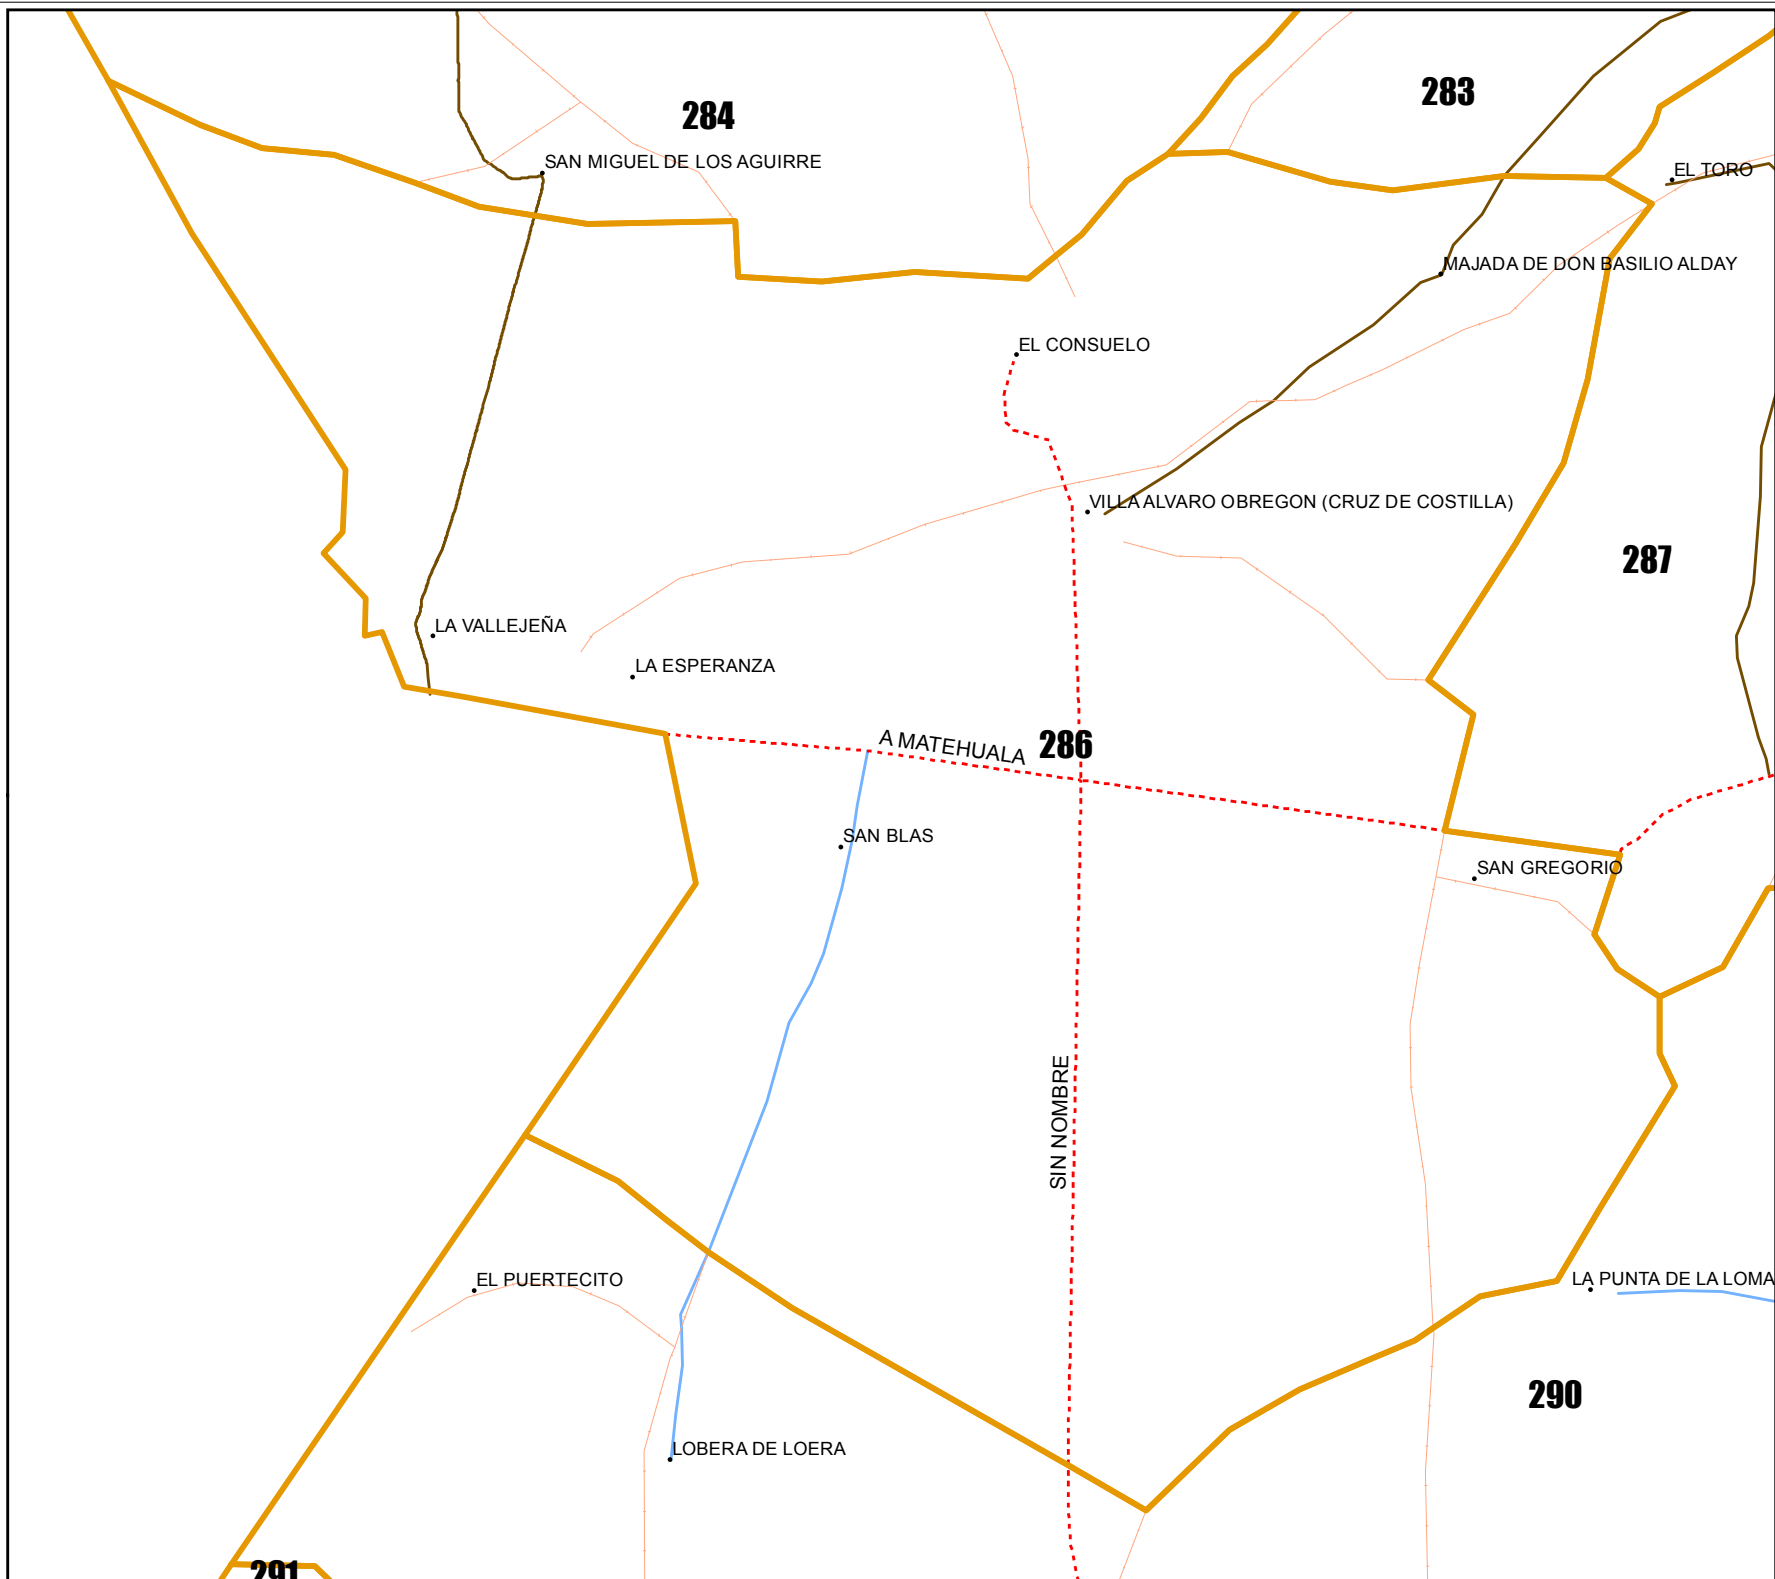 283
284
SAN MIGUEL DE LOS AGUIRRE
EL TORO
MAJADA DE DON BASILIO ALDAY
EL CONSUELO
VILLA ALVARO OBREGON (CRUZ DE COSTILLA)
287
LA VALLEJEÑA
LA ESPERANZA
A MATEHUALA
286
SAN BLAS
SAN GREGORIO
SIN NOMBRE
EL PUERTECITO
LA PUNTA DE LA LOMA
290
LOBERA DE LOERA
291